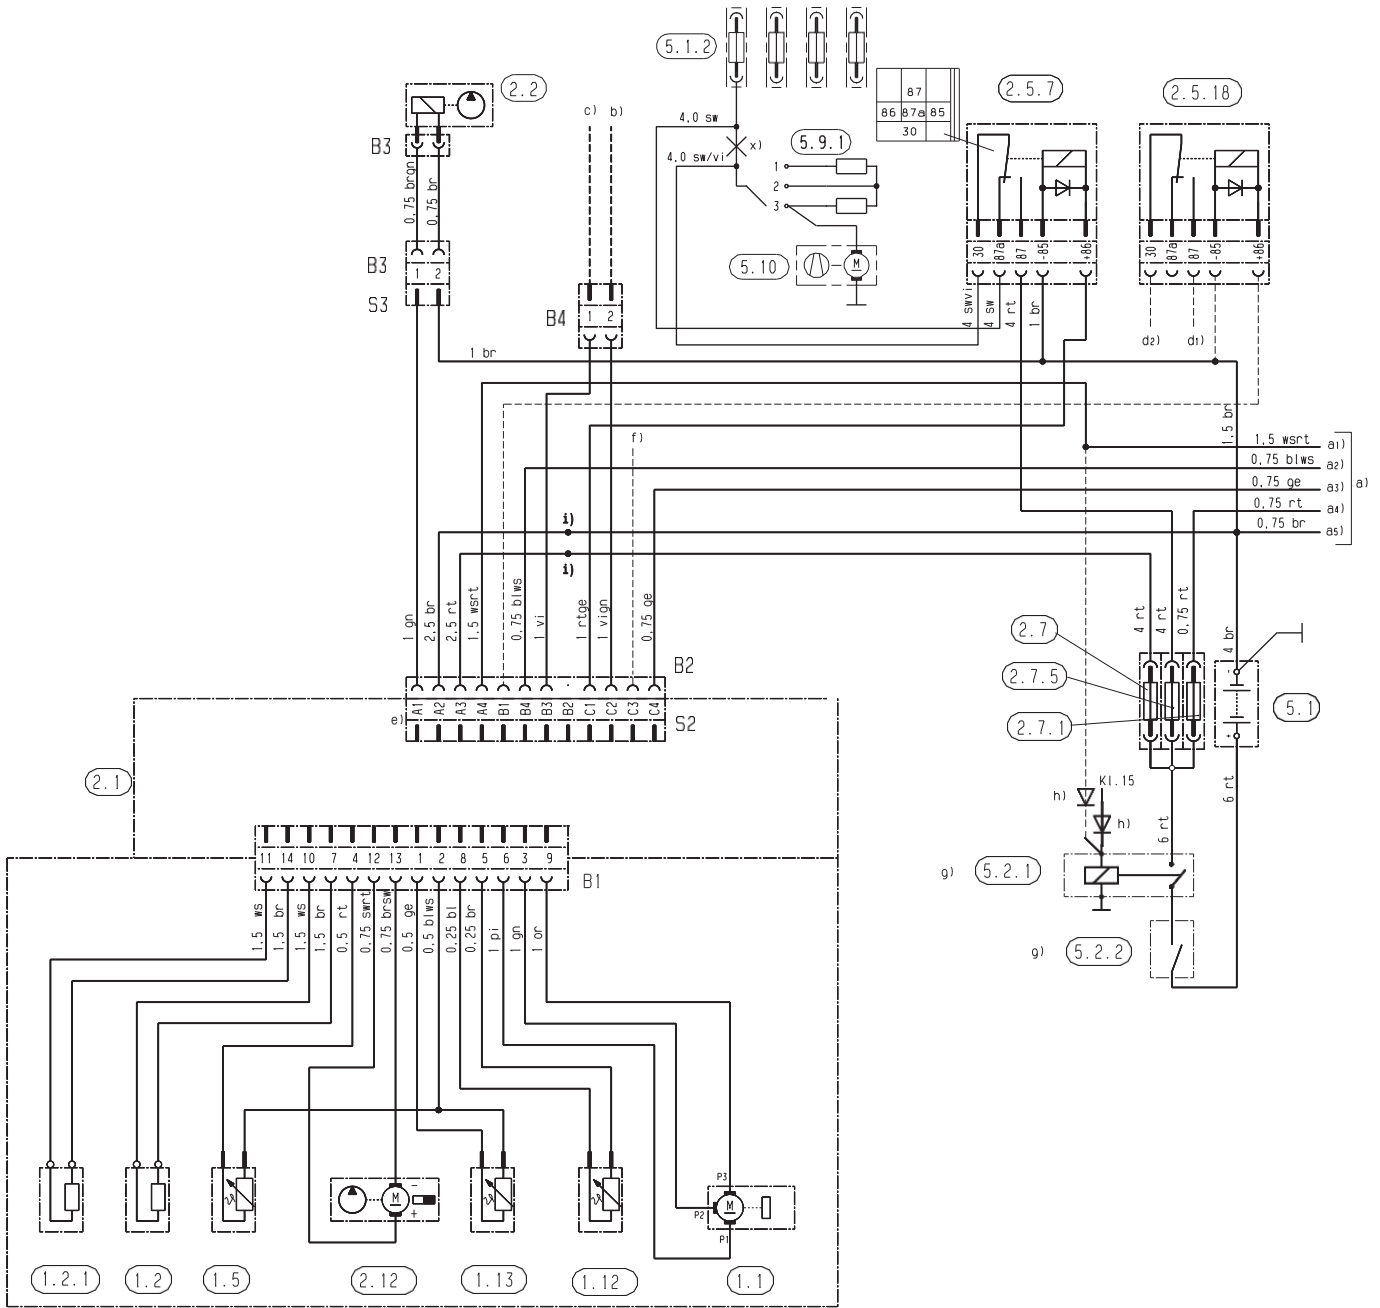 5.1.2
2.2
87
86 87a 85
30
2.5.7
2.5.18
c) b)
4,0 sw
x)
5.9.1
4,0 sw/vi
1
2
3
B3
0,75 brgn
0,75 br
5.10
M
30 87a 87 -85 +86
30 87a 87 -85 +86
B3
1 2
S3
B4
1 2
4 swvi
4 sw
4 rt
1 br
d2) d1)
1 br
1,5 br
f)
1,5 wsrt a1)
0,75 blws a2)
0,75 ge a3)
a)
0,75 rt a4)
0,75 br a5)
i)
i)
1 gn
2,5 br
2,5 rt
1,5 wsrt
0,75 blws
1 vi
1 rtge
1 vign
0,75 ge
4 rt
4 rt
0,75 rt
4 br
2.7
2.7.5
2.7.1
5.1
-
+
B2
e) A1 A2 A3 A4 B1 B4 B3 B2 C1 C2 C3 C4
S2
2.1
6 rt
Kl.15
h)
h)
6 rt
g) 5.2.1
g) 5.2.2
11 14 10 7 4 12 13 1 2 8 5 6 3 9
B1
1,5 ws
1,5 br
1,5 ws
1,5 br
0,5 rt
0,75 swrt
0,75 brsw
0,5 ge
0,5 blws
0,25 bl
0,25 br
1 pi
1 gn
1 or
P3
P2
P1
M
-
+
M
ϑ
ϑ
ϑ
1.2.1
1.2
1.5
2.12
1.13
1.12
1.1